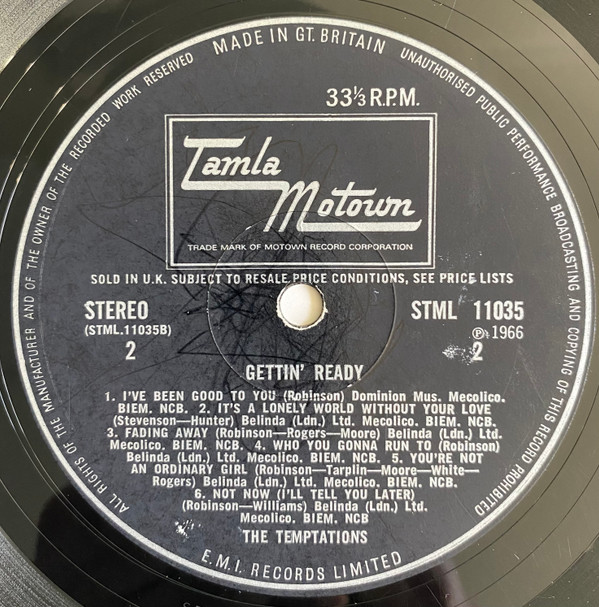 MADE IN GT. BRITAIN
UNAUTHORISED PUBLIC PERFORMANCE BROADCASTING AND COPYING OF THIS RECORD PROHIBITED
ALL RIGHTS OF THE MANUFACTURER AND OF THE OWNER OF THE RECORDED WORK RESERVED
33⅓ R.P.M.
Tamla
Motown
TRADE MARK OF MOTOWN RECORD CORPORATION
SOLD IN U.K. SUBJECT TO RESALE PRICE CONDITIONS, SEE PRICE LISTS
STEREO
(STML.11035B)
2
STML 11035
℗ 1966
2
GETTIN' READY
1. I'VE BEEN GOOD TO YOU (Robinson) Dominion Mus. Mecolico.
BIEM. NCB. 2. IT'S A LONELY WORLD WITHOUT YOUR LOVE
(Stevenson—Hunter) Belinda (Ldn.) Ltd. Mecolico. BIEM. NCB.
3. FADING AWAY (Robinson—Rogers—Moore) Belinda (Ldn.) Ltd.
Mecolico. BIEM. NCB. 4. WHO YOU GONNA RUN TO (Robinson)
Belinda (Ldn.) Ltd. Mecolico. BIEM. NCB. 5. YOU'RE NOT
AN ORDINARY GIRL (Robinson—Tarplin—Moore—White—
Rogers) Belinda (Ldn.) Ltd. Mecolico. BIEM. NCB.
6. NOT NOW (I'LL TELL YOU LATER)
(Robinson—Williams) Belinda (Ldn.) Ltd.
Mecolico. BIEM. NCB
THE TEMPTATIONS
E.M.I. RECORDS LIMITED